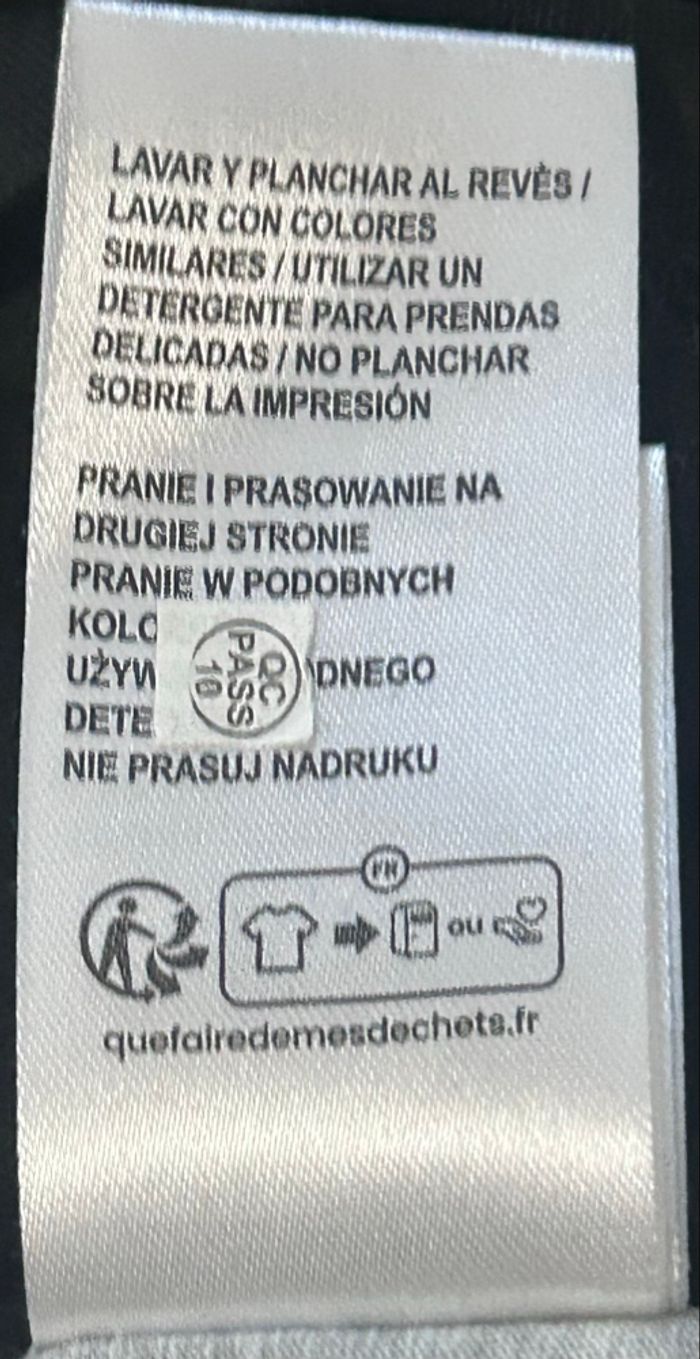 LAVAR Y PLANCHAR AL REVÈS /
LAVAR CON COLORES
SIMILARES / UTILIZAR UN
DETERGENTE PARA PRENDAS
DELICADAS / NO PLANCHAR
SOBRE LA IMPRESIÓN
PRANIE I PRASOWANIE NA
DRUGIEJ STRONIE
PRANIE W PODOBNYCH
KOLO
UŻYW
DNEGO
DETE
QC
PASS
10
NIE PRASUJ NADRUKU
FR
ou
quefairedemesdechets.fr